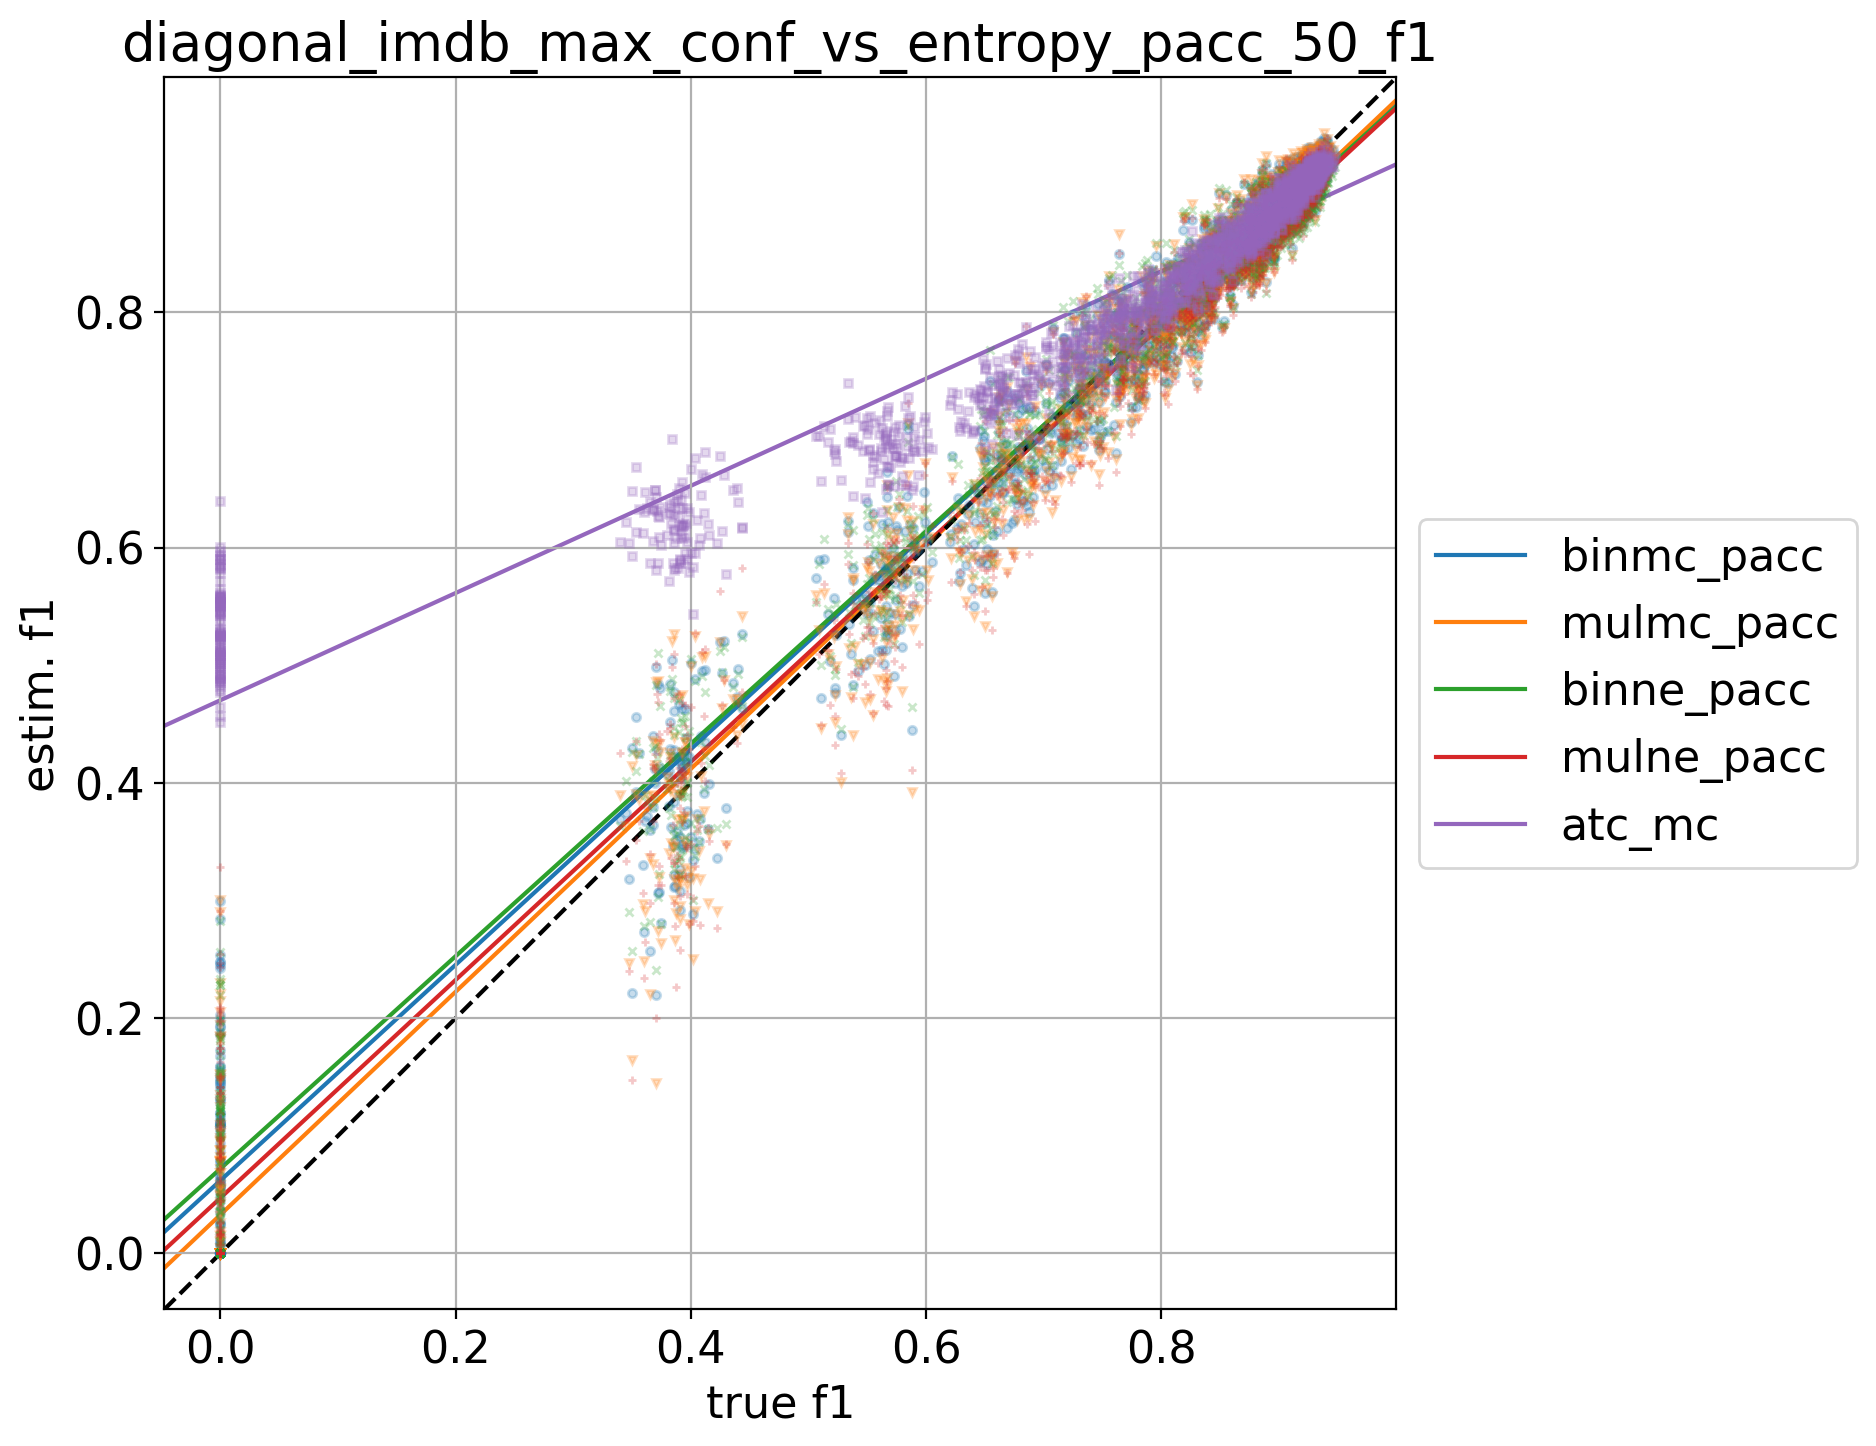 diagonal_imdb_max_conf_vs_entropy_pacc_50_f1
estim. f1
0.8
0.6
0.4
0.2
0.0
0.0 0.2 0.4 0.6 0.8
true f1
binmc_pacc
mulmc_pacc
binne_pacc
mulne_pacc
atc_mc